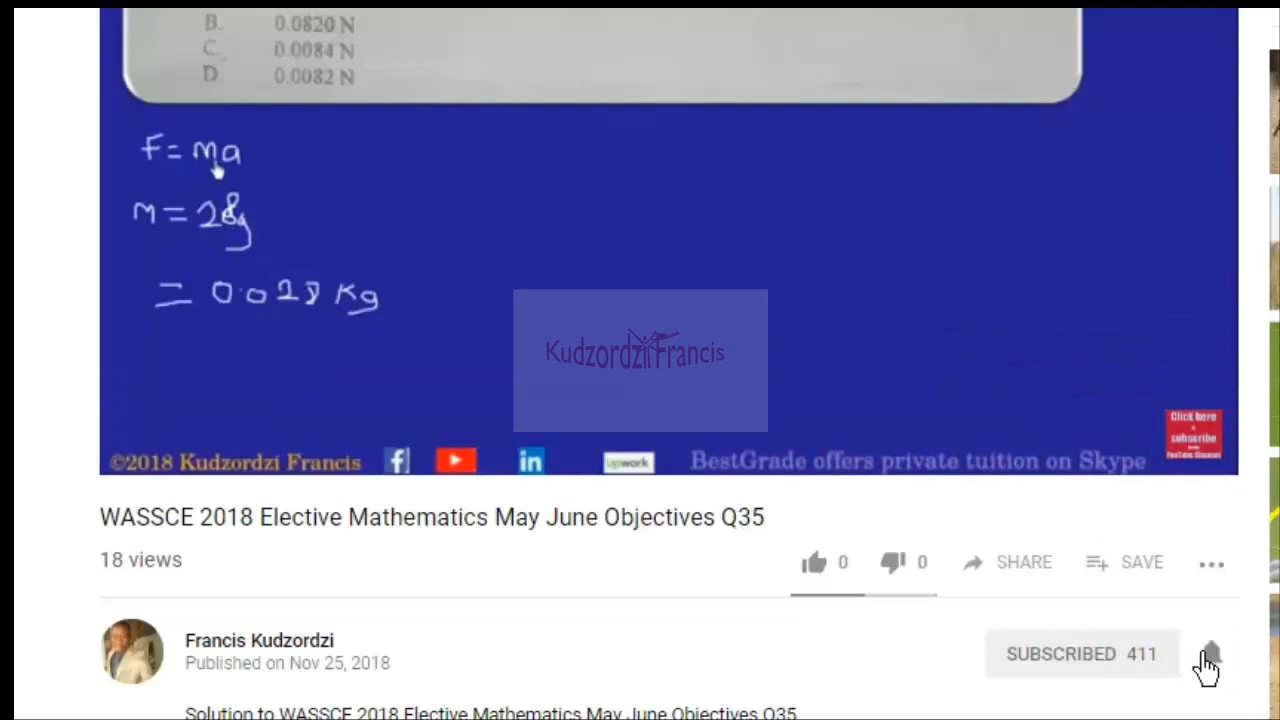 B. 0.0820 N
C. 0.0084 N
D 0.0082 N
F = ma
m = 28g
= 0.028 Kg
Kudzordzi Francis
Click here
subscribe
YouTube Channel
©2018 Kudzordzi Francis
f
in
upwork
BestGrade offers private tuition on Skype
WASSCE 2018 Elective Mathematics May June Objectives Q35
18 views
0
0
SHARE
SAVE
Francis Kudzordzi
Published on Nov 25, 2018
SUBSCRIBED 411
Solution to WASSCE 2018 Elective Mathematics May June Objectives Q35